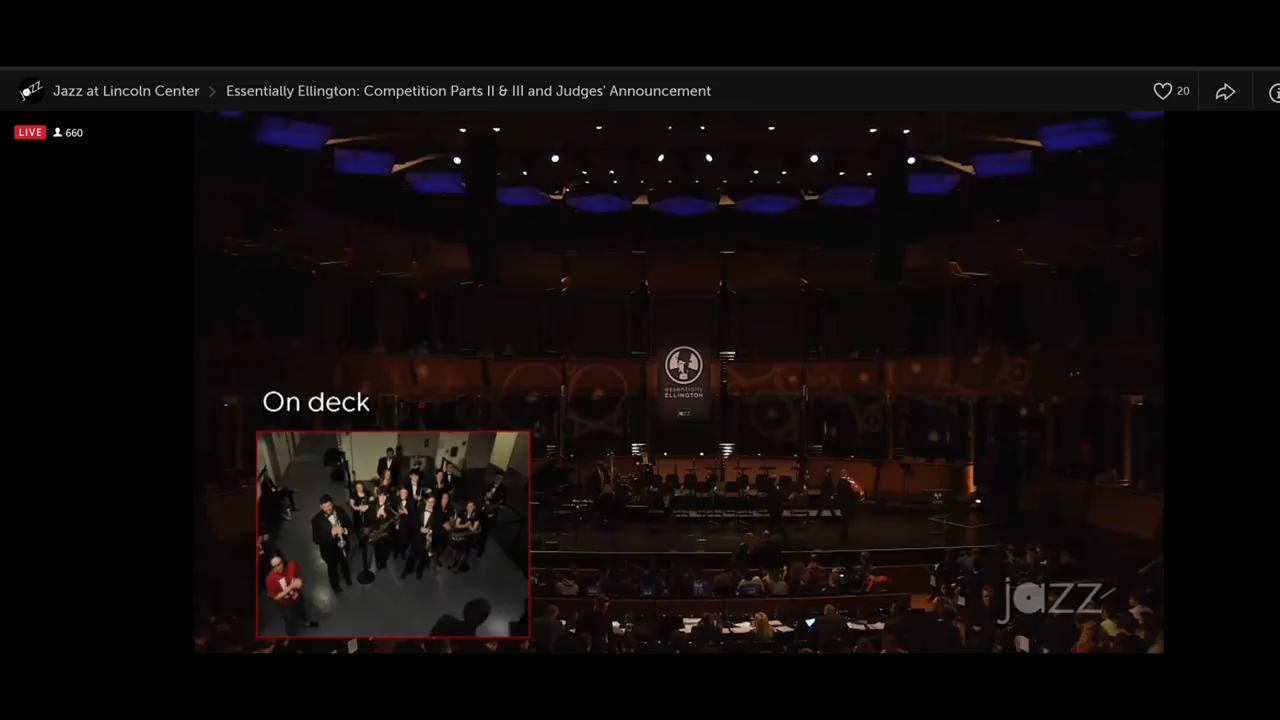 Jazz at Lincoln Center > Essentially Ellington: Competition Parts II & III and Judges' Announcement
20
LIVE 660
essentially
ELLINGTON
jazz
On deck
jazz